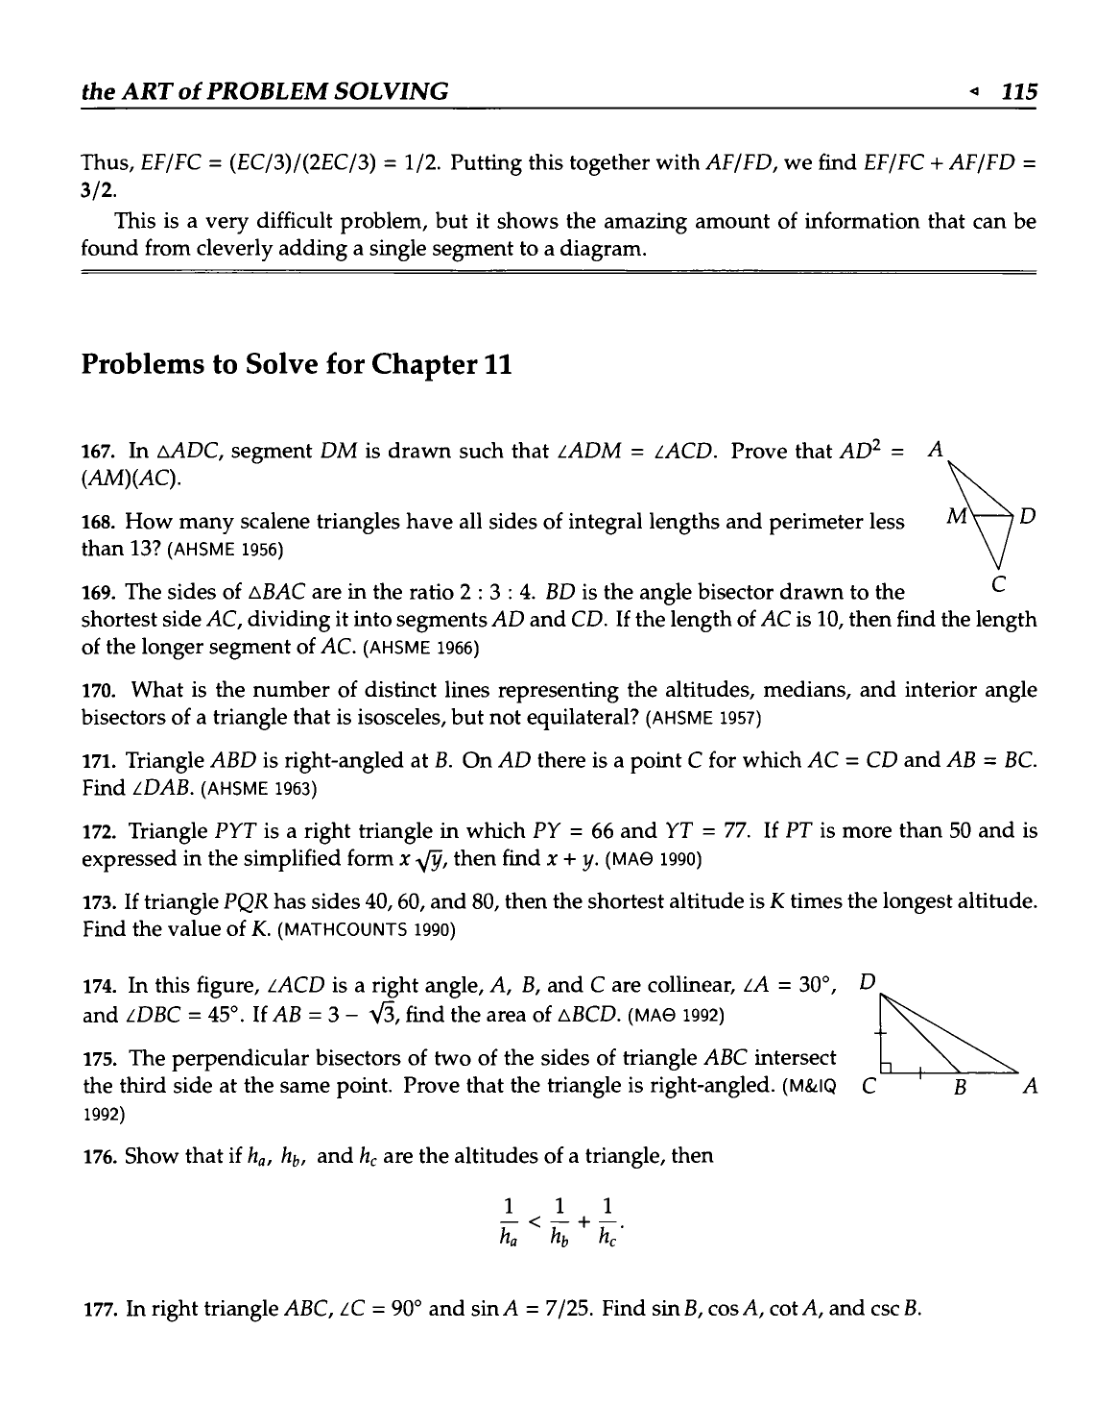 the ART of PROBLEM SOLVING ◃ 115
Thus, EF/FC = (EC/3)/(2EC/3) = 1/2. Putting this together with AF/FD, we find EF/FC + AF/FD =
3/2.
This is a very difficult problem, but it shows the amazing amount of information that can be
found from cleverly adding a single segment to a diagram.
Problems to Solve for Chapter 11
167. In △ADC, segment DM is drawn such that ∠ADM = ∠ACD. Prove that AD² =
(AM)(AC).
A
M
D
C
168. How many scalene triangles have all sides of integral lengths and perimeter less
than 13? (AHSME 1956)
169. The sides of △BAC are in the ratio 2 : 3 : 4. BD is the angle bisector drawn to the
shortest side AC, dividing it into segments AD and CD. If the length of AC is 10, then find the length
of the longer segment of AC. (AHSME 1966)
170. What is the number of distinct lines representing the altitudes, medians, and interior angle
bisectors of a triangle that is isosceles, but not equilateral? (AHSME 1957)
171. Triangle ABD is right-angled at B. On AD there is a point C for which AC = CD and AB = BC.
Find ∠DAB. (AHSME 1963)
172. Triangle PYT is a right triangle in which PY = 66 and YT = 77. If PT is more than 50 and is
expressed in the simplified form x √y, then find x + y. (MAΘ 1990)
173. If triangle PQR has sides 40, 60, and 80, then the shortest altitude is K times the longest altitude.
Find the value of K. (MATHCOUNTS 1990)
174. In this figure, ∠ACD is a right angle, A, B, and C are collinear, ∠A = 30°,
and ∠DBC = 45°. If AB = 3 − √3, find the area of △BCD. (MAΘ 1992)
D
C
B
A
175. The perpendicular bisectors of two of the sides of triangle ABC intersect
the third side at the same point. Prove that the triangle is right-angled. (M&IQ
1992)
176. Show that if hₐ, h_b, and h_c are the altitudes of a triangle, then
1/hₐ < 1/h_b + 1/h_c.
177. In right triangle ABC, ∠C = 90° and sin A = 7/25. Find sin B, cos A, cot A, and csc B.